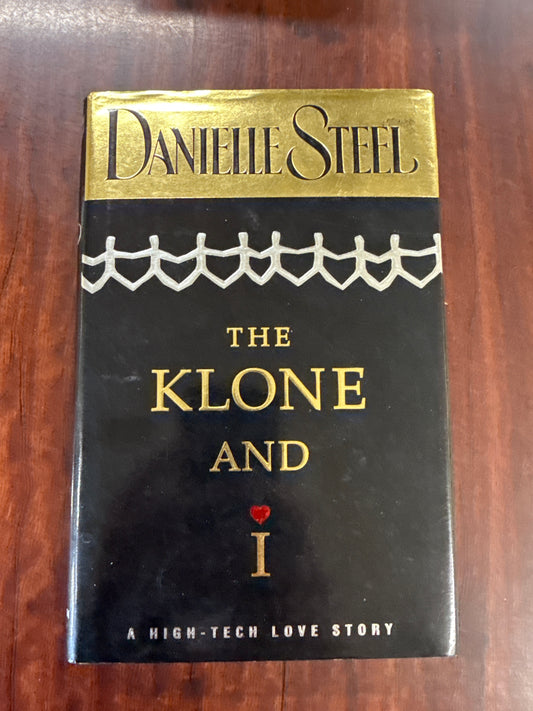 DANIELLE STEEL
THE
KLONE
AND
I
A HIGH-TECH LOVE STORY